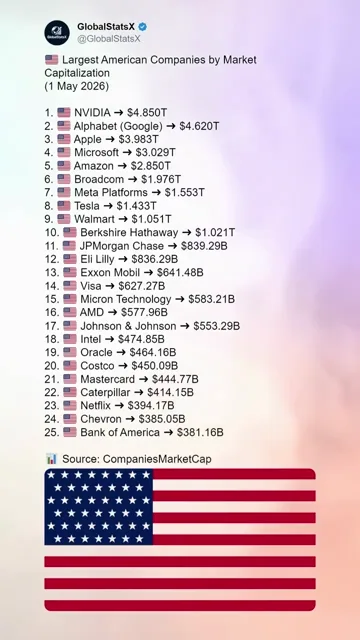 GlobalStatsX
@GlobalStatsX
🇺🇸 Largest American Companies by Market
Capitalization
(1 May 2026)
1. 🇺🇸 NVIDIA ➜ $4.850T
2. 🇺🇸 Alphabet (Google) ➜ $4.620T
3. 🇺🇸 Apple ➜ $3.983T
4. 🇺🇸 Microsoft ➜ $3.029T
5. 🇺🇸 Amazon ➜ $2.850T
6. 🇺🇸 Broadcom ➜ $1.976T
7. 🇺🇸 Meta Platforms ➜ $1.553T
8. 🇺🇸 Tesla ➜ $1.433T
9. 🇺🇸 Walmart ➜ $1.051T
10. 🇺🇸 Berkshire Hathaway ➜ $1.021T
11. 🇺🇸 JPMorgan Chase ➜ $839.29B
12. 🇺🇸 Eli Lilly ➜ $836.29B
13. 🇺🇸 Exxon Mobil ➜ $641.48B
14. 🇺🇸 Visa ➜ $627.27B
15. 🇺🇸 Micron Technology ➜ $583.21B
16. 🇺🇸 AMD ➜ $577.96B
17. 🇺🇸 Johnson & Johnson ➜ $553.29B
18. 🇺🇸 Intel ➜ $474.85B
19. 🇺🇸 Oracle ➜ $464.16B
20. 🇺🇸 Costco ➜ $450.09B
21. 🇺🇸 Mastercard ➜ $444.77B
22. 🇺🇸 Caterpillar ➜ $414.15B
23. 🇺🇸 Netflix ➜ $394.17B
24. 🇺🇸 Chevron ➜ $385.05B
25. 🇺🇸 Bank of America ➜ $381.16B
📊 Source: CompaniesMarketCap